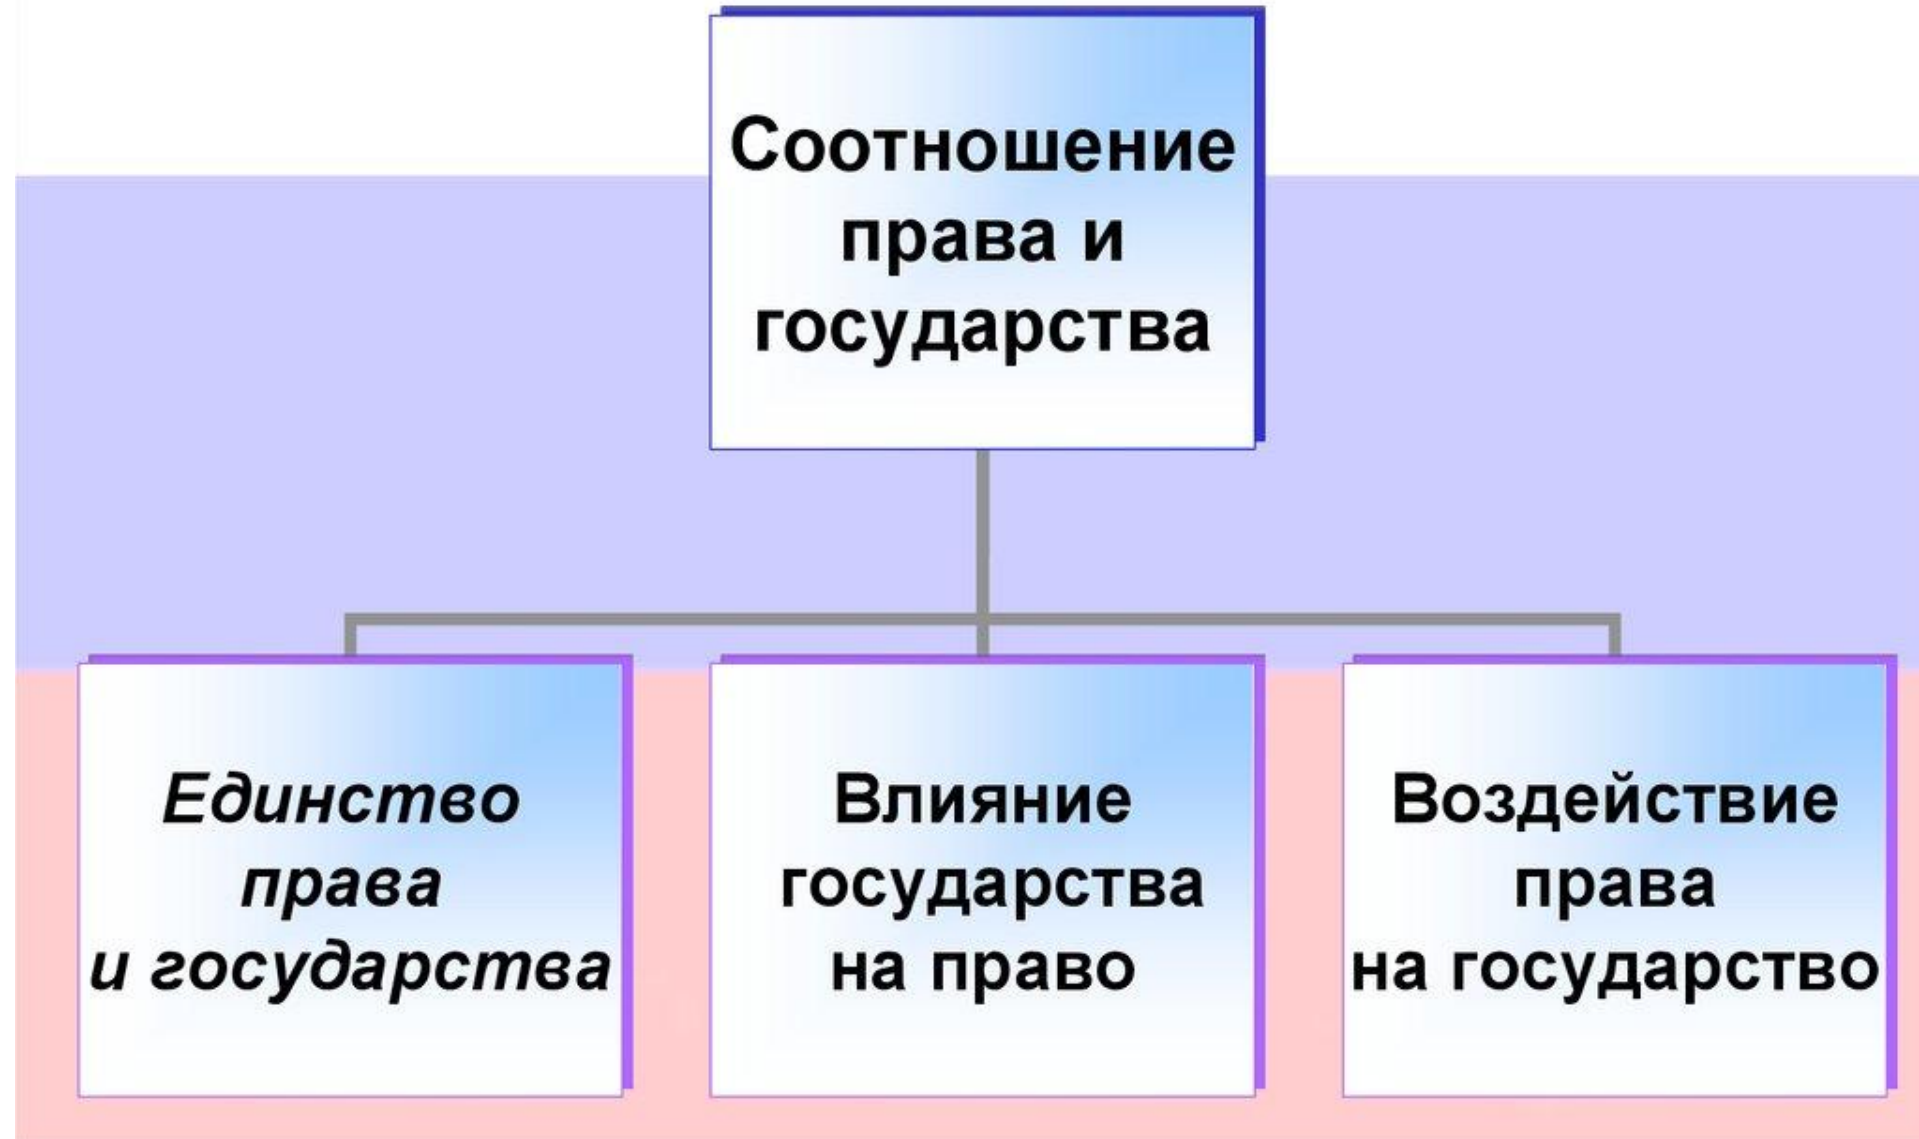 Соотношение
права и
государства
Единство
права
и государства
Влияние
государства
на право
Воздействие
права
на государство